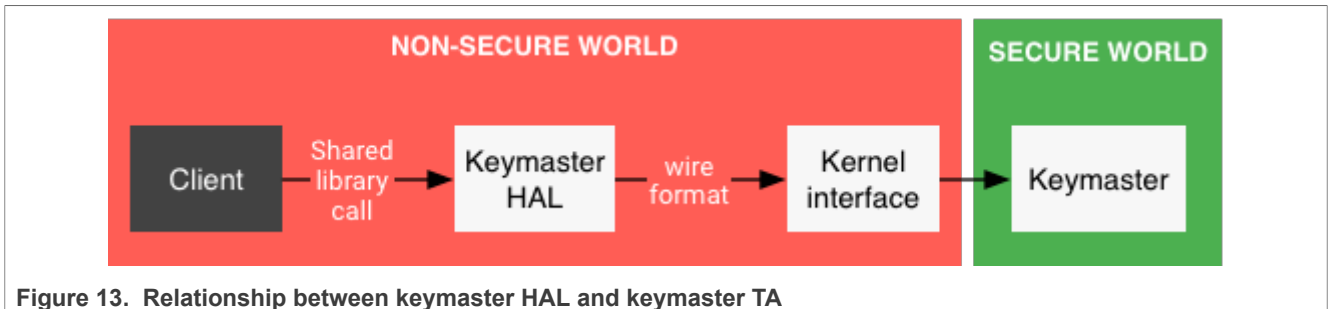 NON-SECURE WORLD
SECURE WORLD
Client
Shared
library
call
Keymaster
HAL
wire
format
Kernel
interface
Keymaster
Figure 13. Relationship between keymaster HAL and keymaster TA